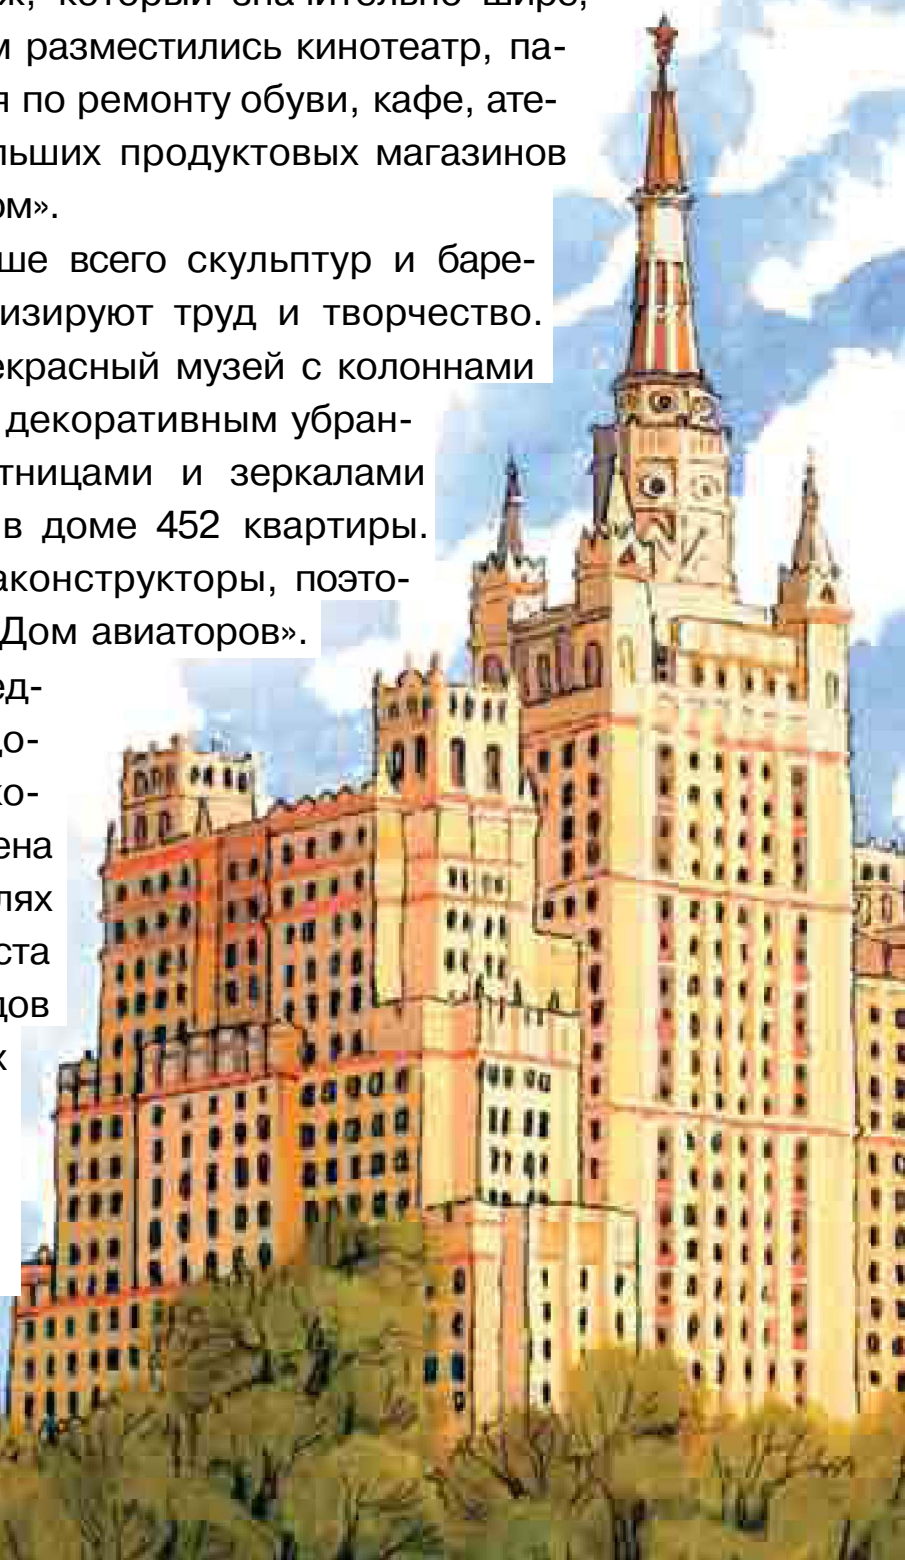 ж, который значительно шире,
м разместились кинотеатр, па-
я по ремонту обуви, кафе, ате-
льших продуктовых магазинов
ом».
ше всего скульптур и баре-
изируют труд и творчество.
екрасный музей с колоннами
декоративным убран-
тницами и зеркалами
в доме 452 квартиры.
аконструкторы, поэто-
Дом авиаторов».
ед-
до-
ко-
ена
лях
ста
дов
х